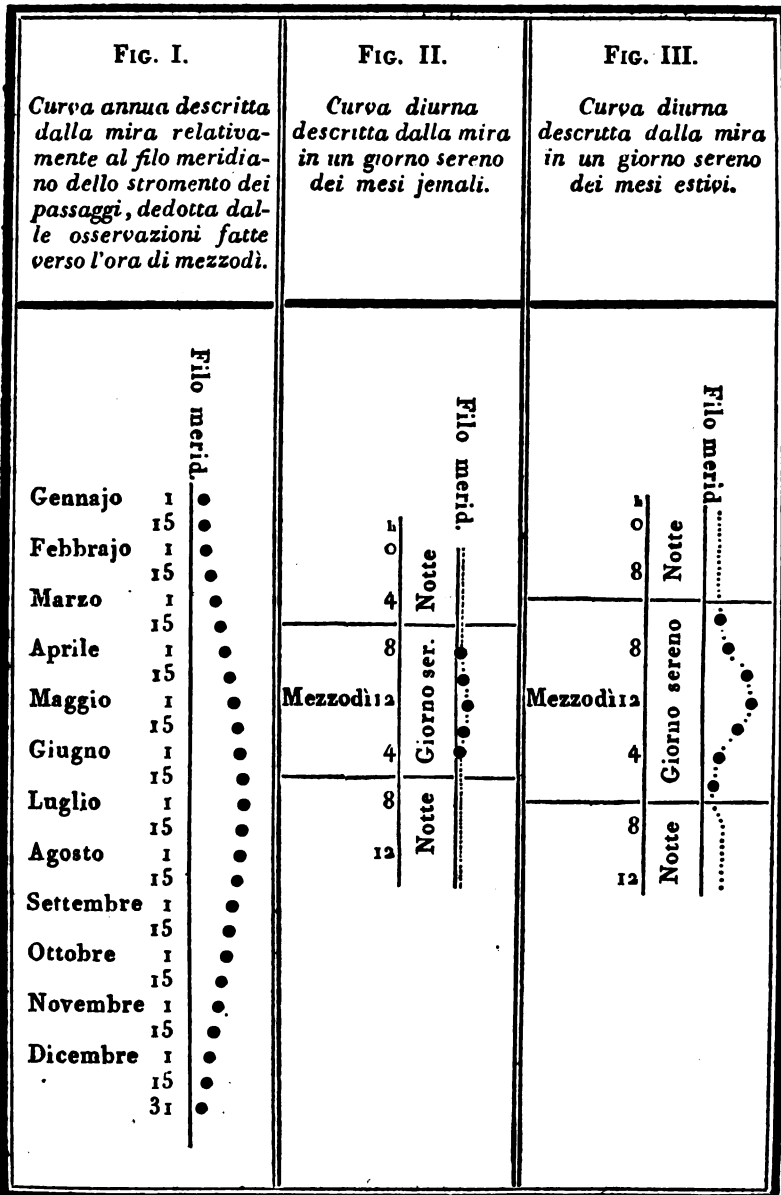 FIG. I.
Curva annua descritta
dalla mira relativa-
mente al filo meridia-
no dello stromento dei
passaggi, dedotta dal-
le osservazioni fatte
verso l'ora di mezzodì.
Filo merid.
Gennajo 1
15
Febbrajo 1
15
Marzo 1
15
Aprile 1
15
Maggio 1
15
Giugno 1
15
Luglio 1
15
Agosto 1
15
Settembre 1
15
Ottobre 1
15
Novembre 1
15
Dicembre 1
15
31
FIG. II.
Curva diurna
descritta dalla mira
in un giorno sereno
dei mesi jemali.
Filo merid.
h
0
4
8
Mezzodì 12
4
8
12
Notte
Giorno ser.
Notte
FIG. III.
Curva diurna
descritta dalla mira
in un giorno sereno
dei mesi estivi.
Filo merid
h
0
8
8
Mezzodì 12
4
8
12
Notte
Giorno sereno
Notte